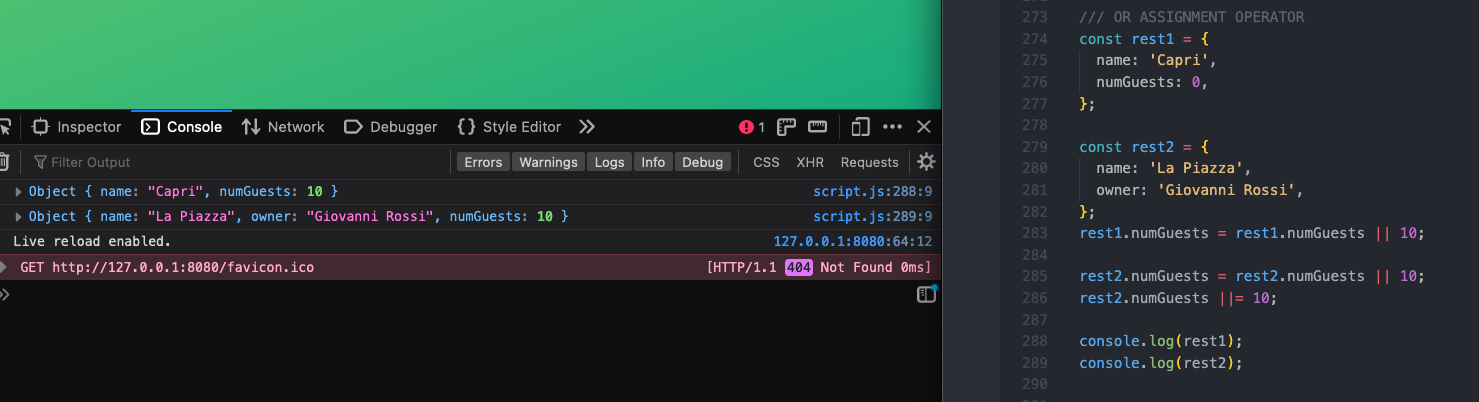 Inspector Console Network Debugger Style Editor 1
Filter Output Errors Warnings Logs Info Debug CSS XHR Requests
Object { name: "Capri", numGuests: 10 } script.js:288:9
Object { name: "La Piazza", owner: "Giovanni Rossi", numGuests: 10 } script.js:289:9
Live reload enabled. 127.0.0.1:8080:64:12
GET http://127.0.0.1:8080/favicon.ico [HTTP/1.1 404 Not Found 0ms]
273 /// OR ASSIGNMENT OPERATOR
274 const rest1 = {
275 name: 'Capri',
276 numGuests: 0,
277 };
278
279 const rest2 = {
280 name: 'La Piazza',
281 owner: 'Giovanni Rossi',
282 };
283 rest1.numGuests = rest1.numGuests || 10;
284
285 rest2.numGuests = rest2.numGuests || 10;
286 rest2.numGuests ||= 10;
287
288 console.log(rest1);
289 console.log(rest2);
290